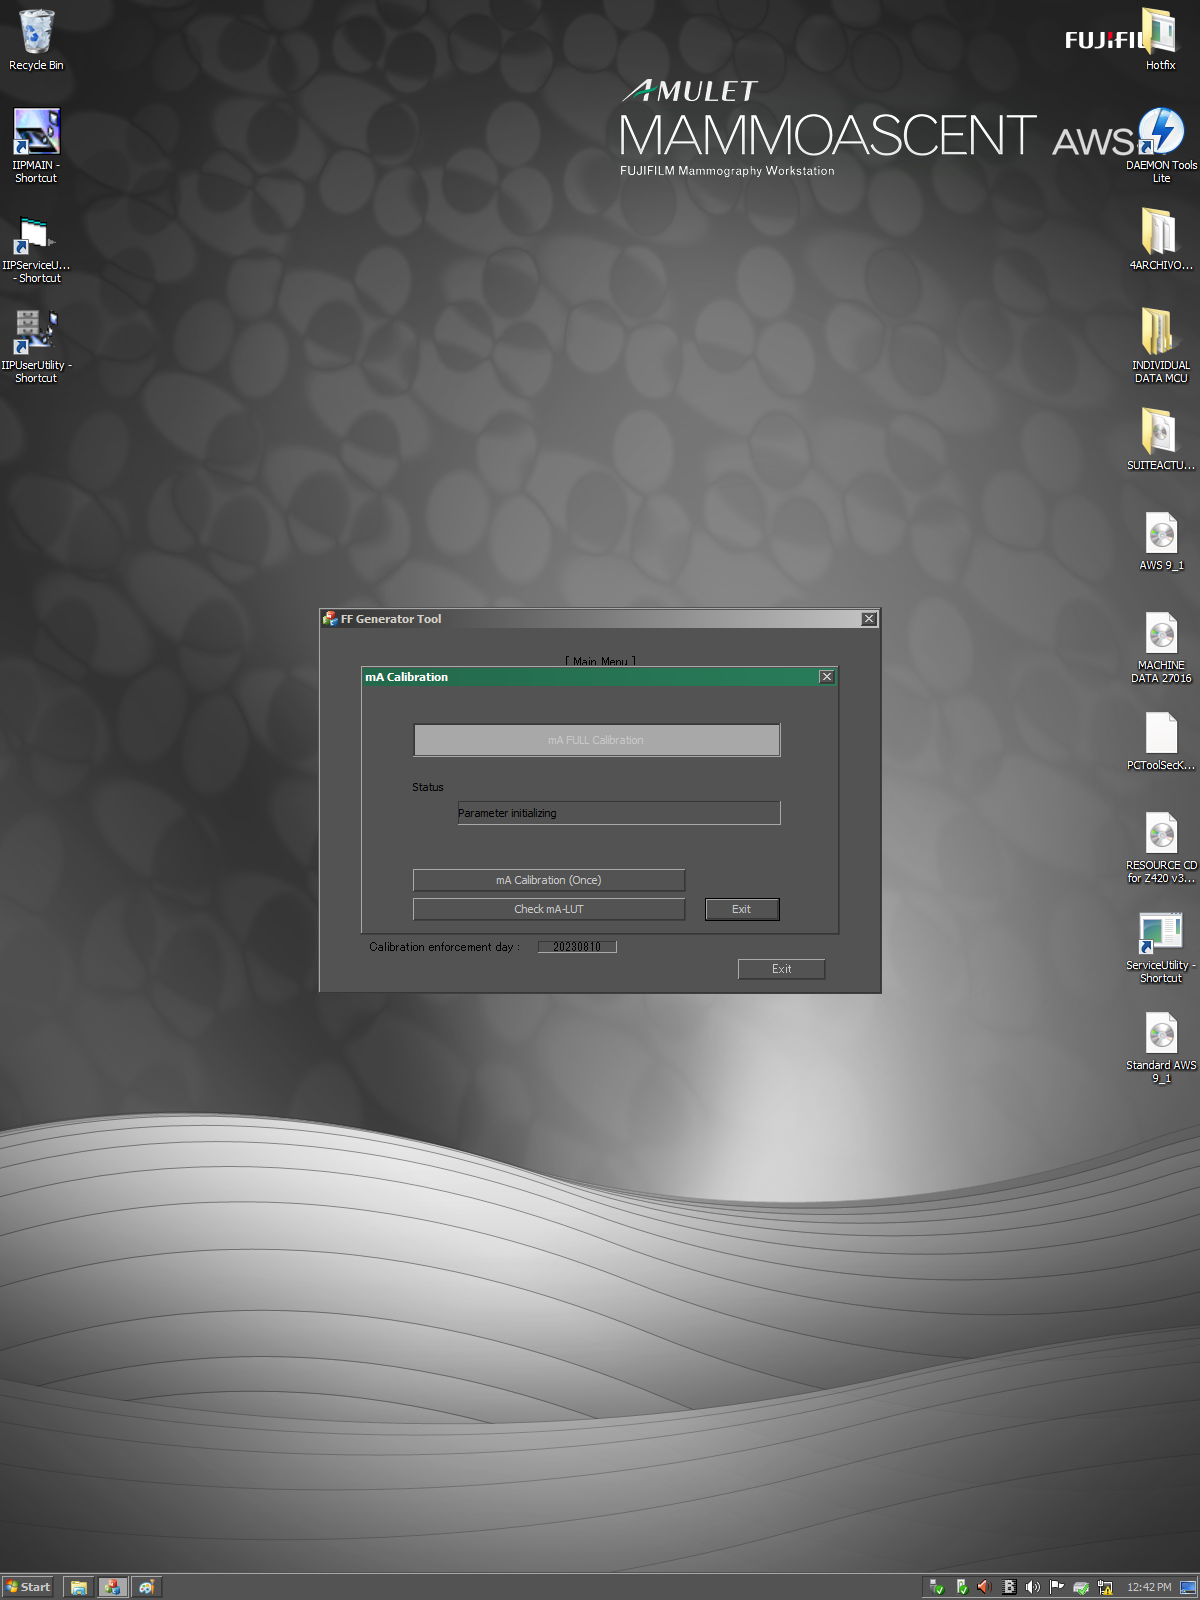 Recycle Bin
IIPMAIN -
Shortcut
IIPServiceU...
- Shortcut
IIPUserUtility -
Shortcut
FUJIFIL
AMULET
MAMMOASCENT AWS-
FUJIFILM Mammography Workstation
Hotfix
DAEMON Tools
Lite
4ARCHIVO...
INDIVIDUAL
DATA MCU
SUITEACTU...
AWS 9_1
MACHINE
DATA 27016
PCToolSecK...
RESOURCE CD
for Z420 v3...
ServiceUtility -
Shortcut
Standard AWS
9_1
FF Generator Tool
[ Main Menu ]
mA Calibration
mA FULL Calibration
Status
Parameter initializing
mA Calibration (Once)
Check mA-LUT
Exit
Calibration enforcement day :
20230810
Exit
Start
B
12:42 PM